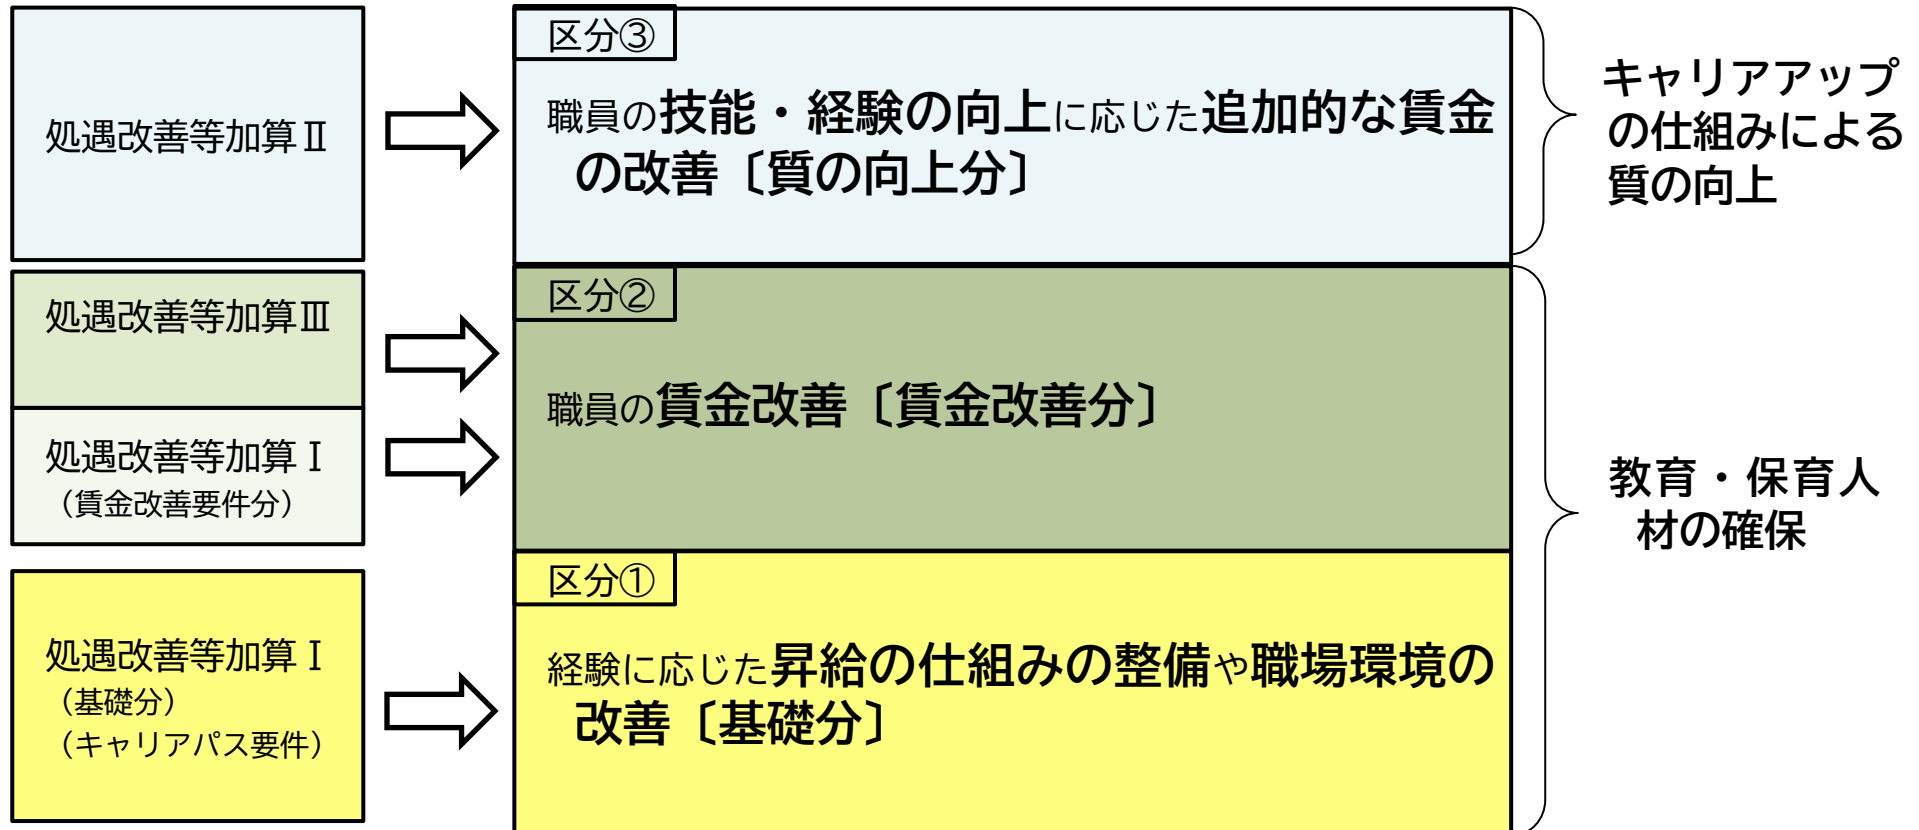 処遇改善等加算Ⅱ
区分③
職員の技能・経験の向上に応じた追加的な賃金
の改善〔質の向上分〕
キャリアアップ
の仕組みによる
質の向上
処遇改善等加算Ⅲ
処遇改善等加算Ⅰ
（賃金改善要件分）
区分②
職員の賃金改善〔賃金改善分〕
教育・保育人
材の確保
処遇改善等加算Ⅰ
（基礎分）
（キャリアパス要件）
区分①
経験に応じた昇給の仕組みの整備や職場環境の
改善〔基礎分〕